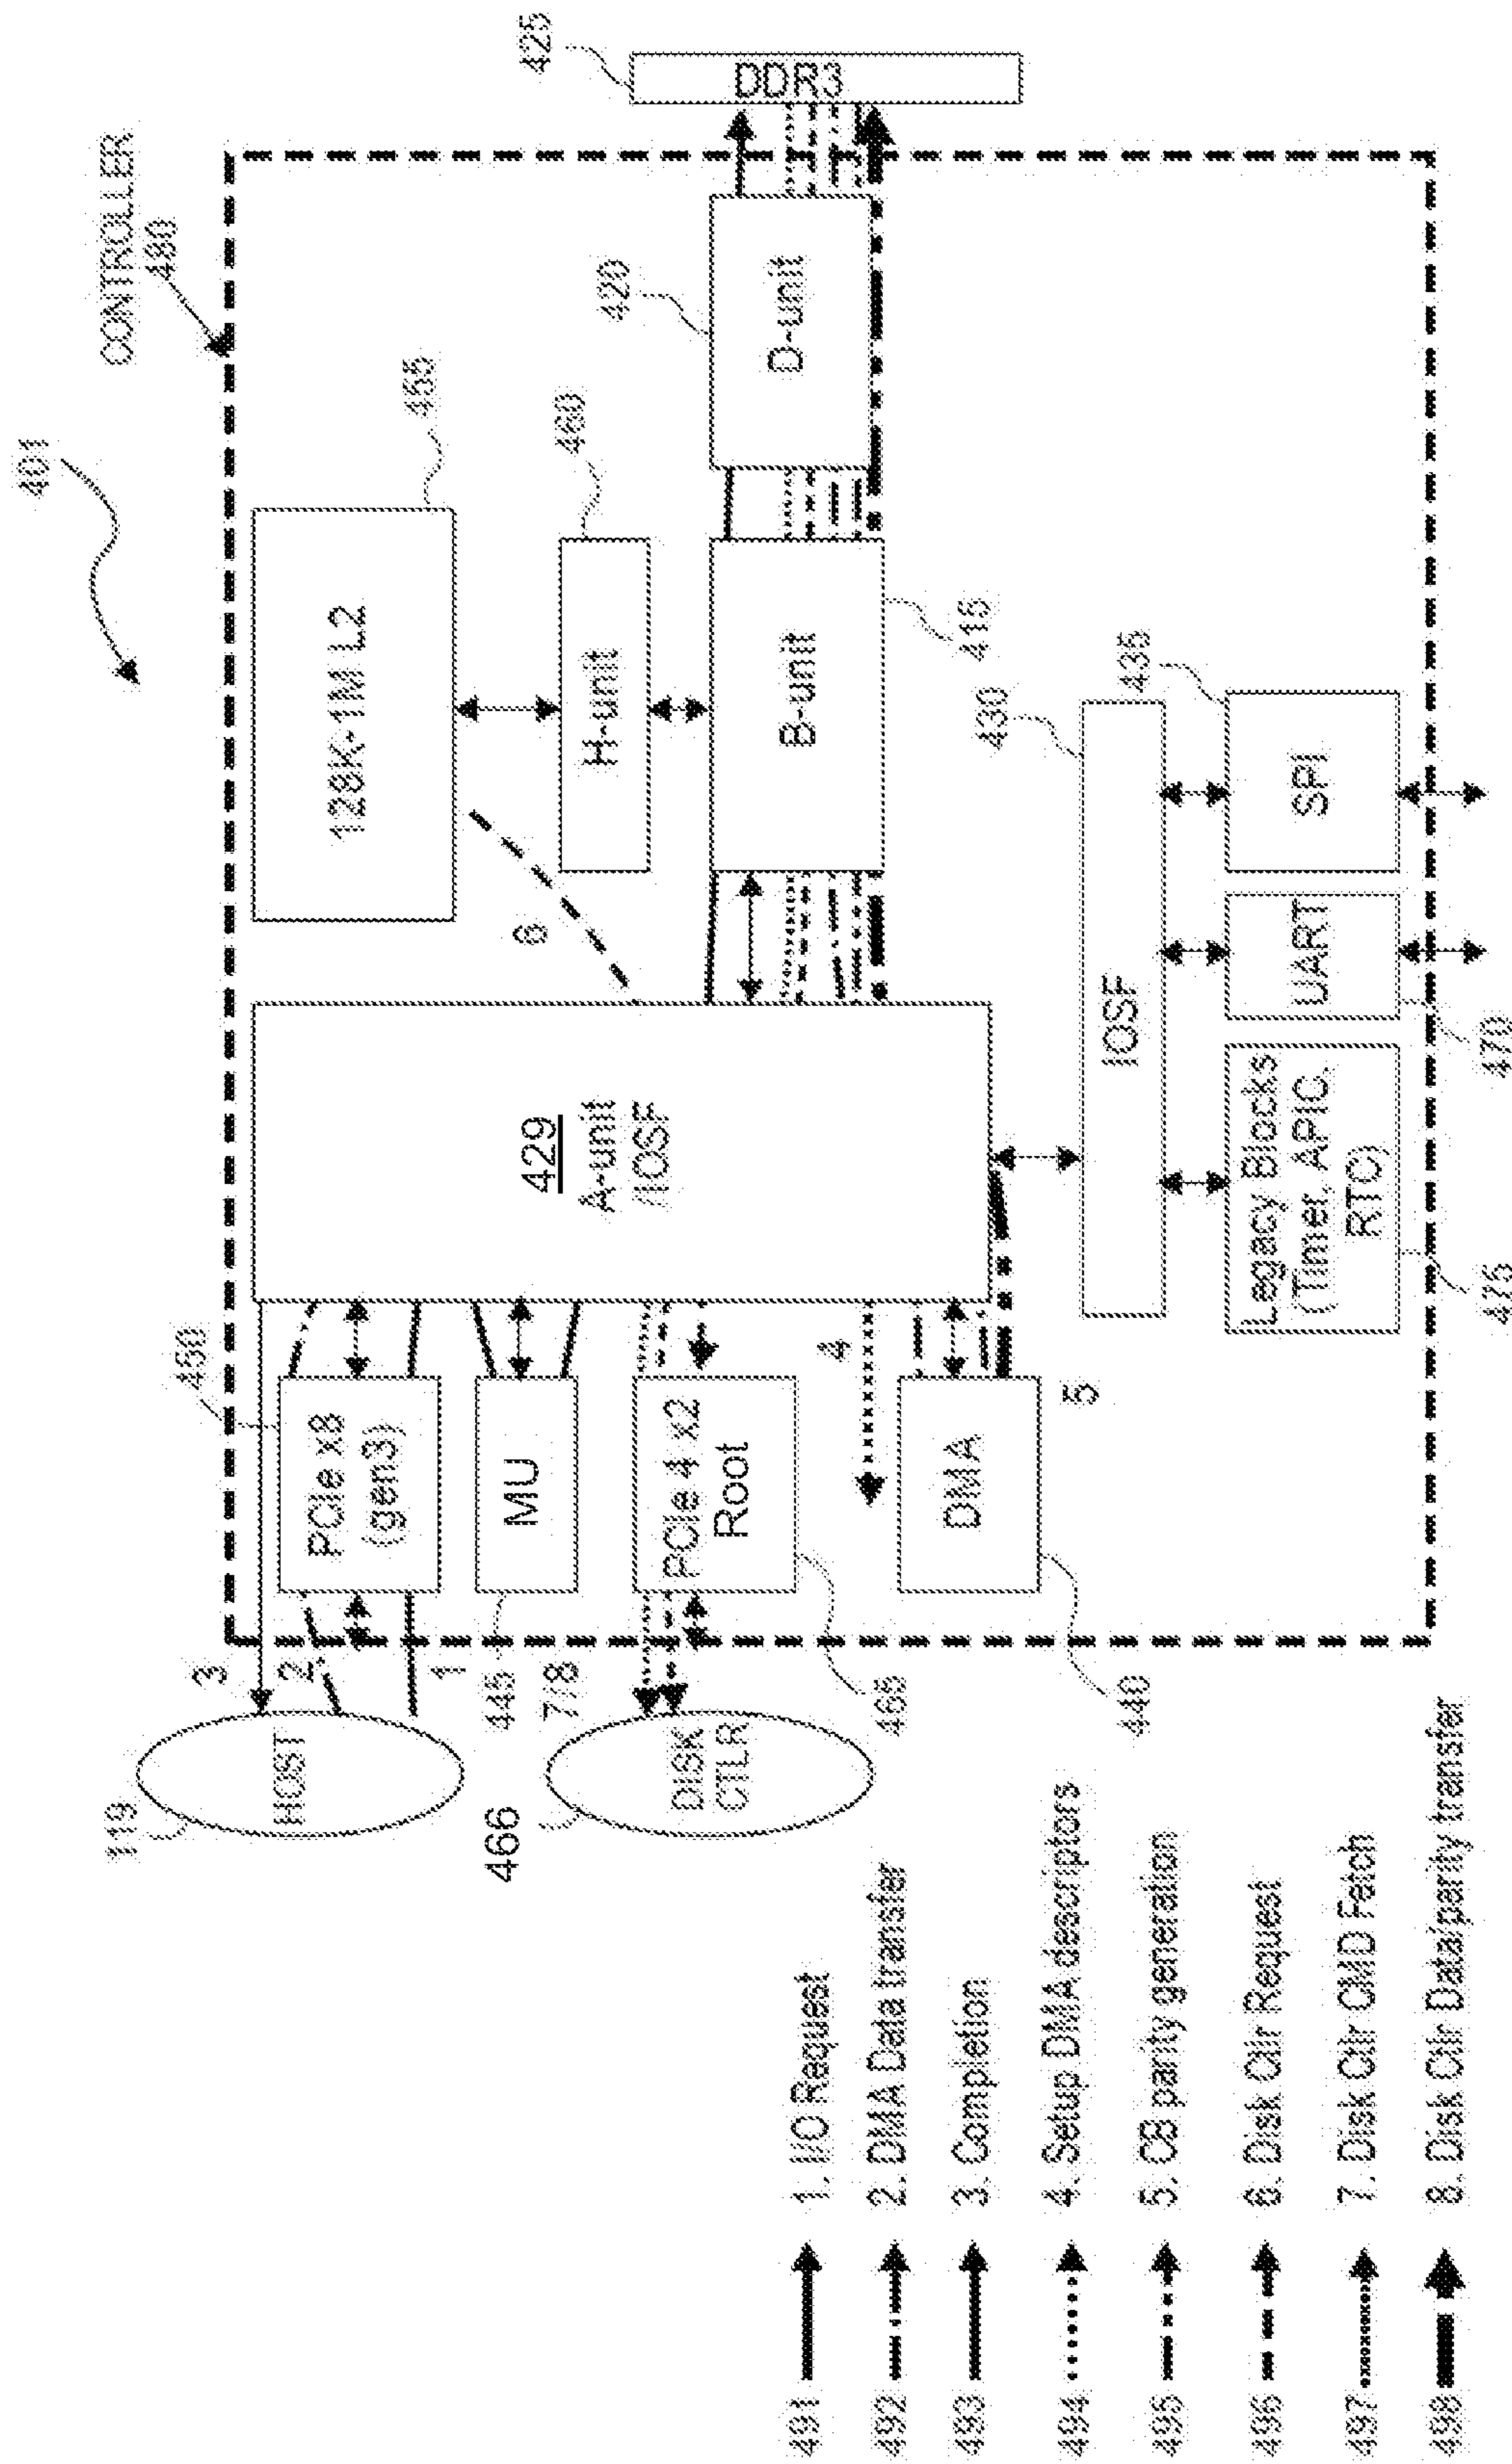 401
CONTROLLER
480
119
HOST
3
2
1
450
PCIe x8
(gen3)
445
MU
7/8
466
DISK
CTLR
PCIe 4 x2
Root
465
4
DMA
440
5
429
A-unit
/IOSF
6
128K-1M L2
455
H-unit
460
B-unit
415
D-unit
420
DDR3
425
IOSF
430
Legacy Blocks
(Timer, APIC,
RTC)
475
UART
470
SPI
435
491 1. I/O Request
492 2. DMA Data transfer
493 3. Completion
494 4. Setup DMA descriptors
495 5. CB parity generation
496 6. Disk Ctlr Request
497 7. Disk Ctlr CMD Fetch
498 8. Disk Ctlr Data/parity transfer